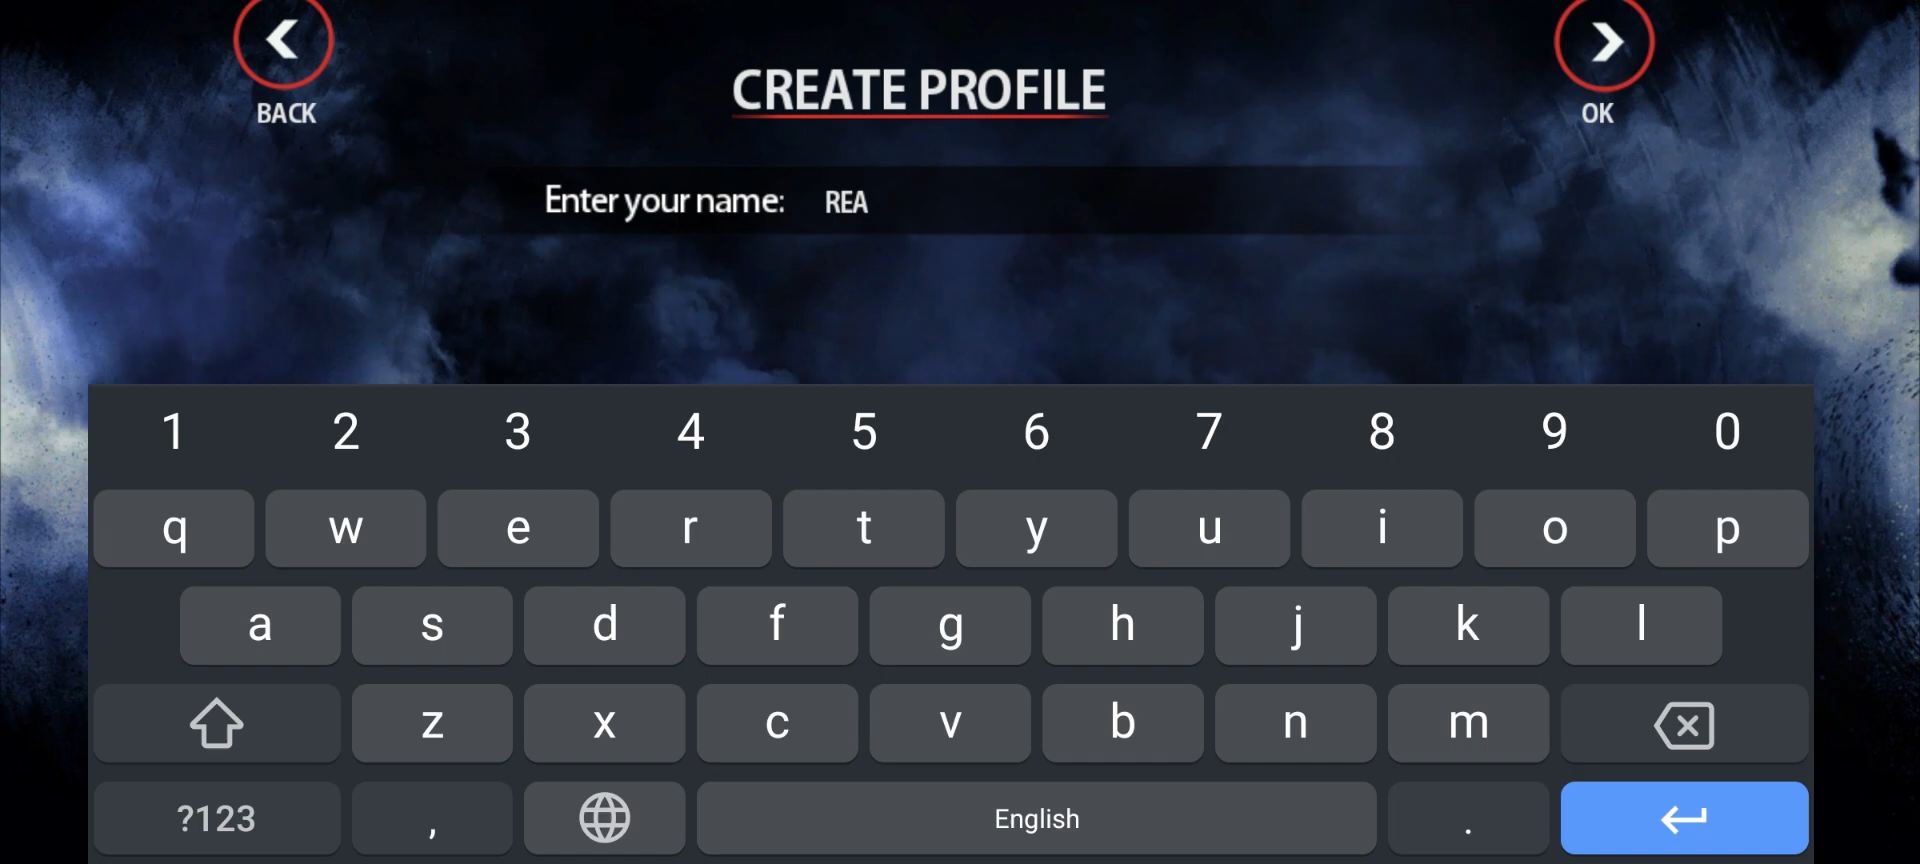 BACK
OK
CREATE PROFILE
Enter your name: REA
1 2 3 4 5 6 7 8 9 0
q w e r t y u i o p
a s d f g h j k l
z x c v b n m
?123 , English .